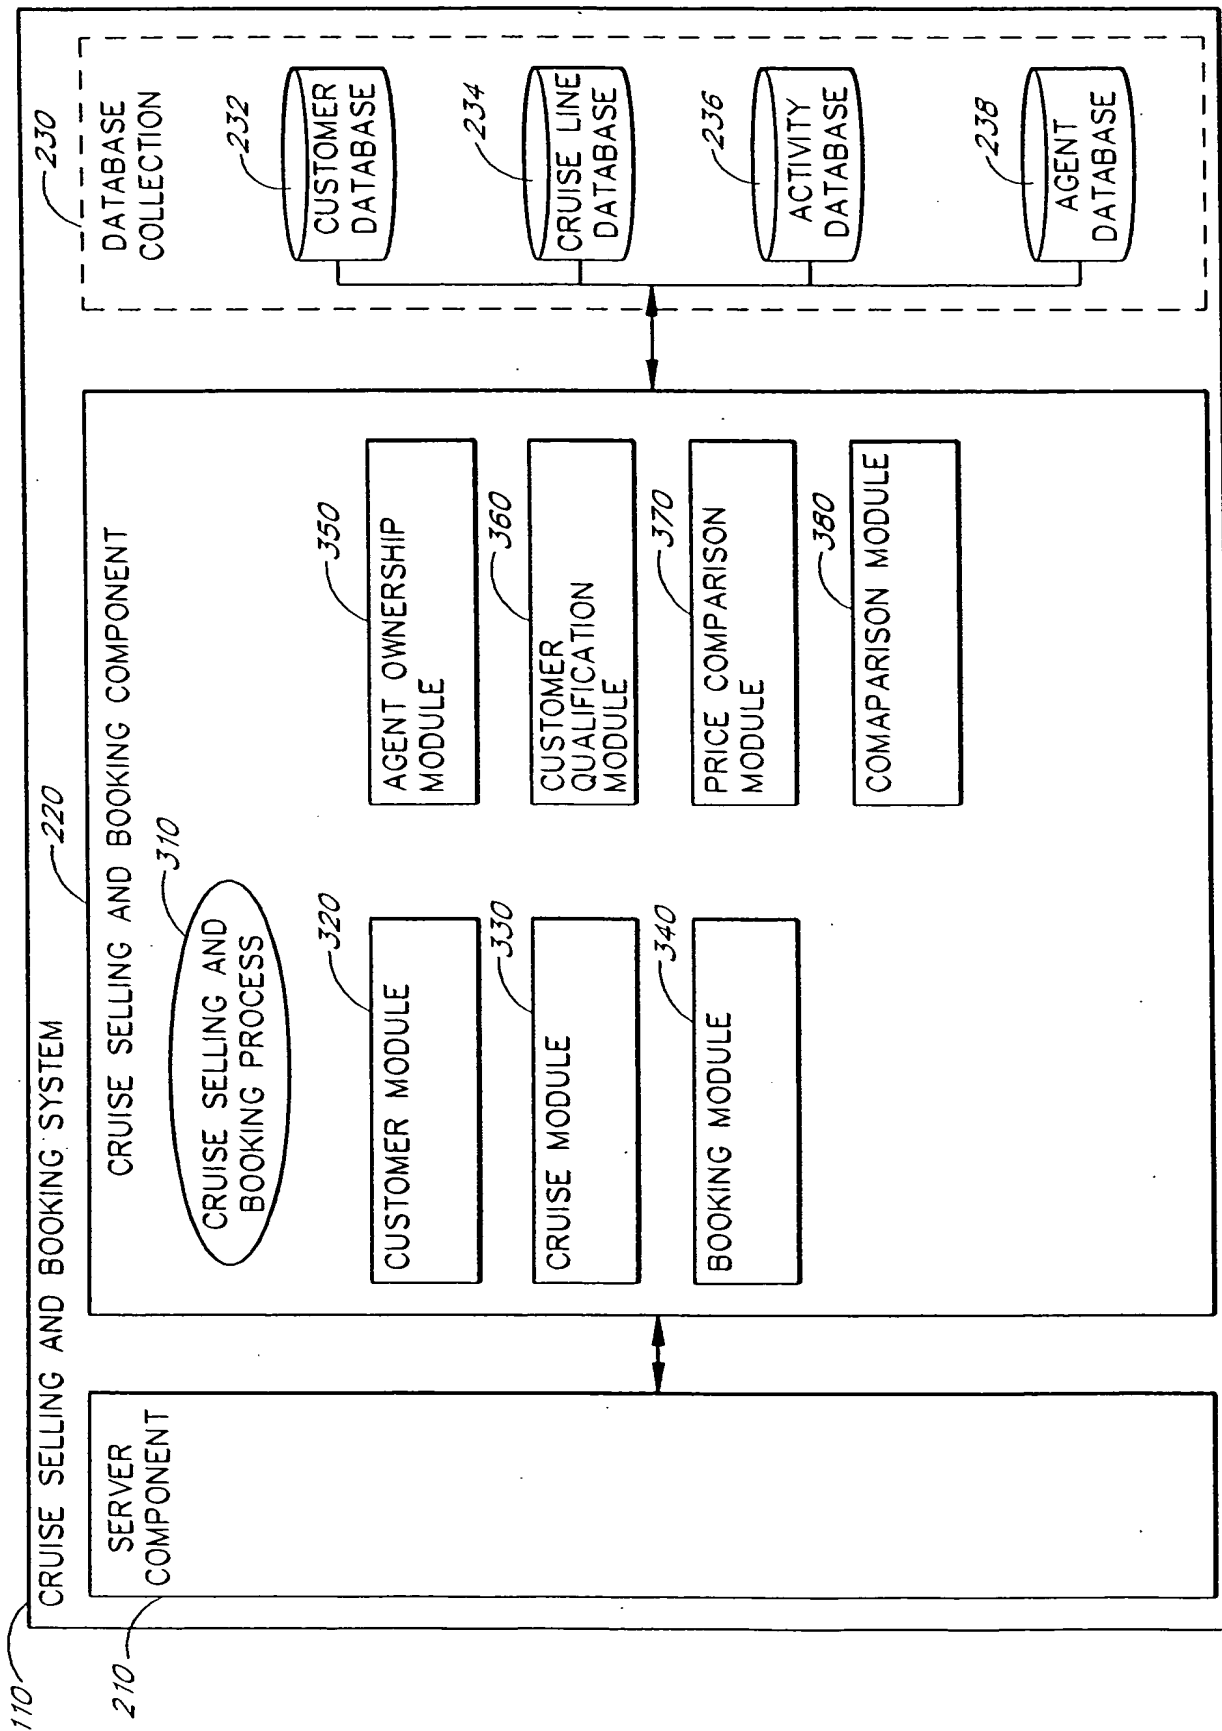 110
CRUISE SELLING AND BOOKING SYSTEM
210
SERVER
COMPONENT
220
CRUISE SELLING AND BOOKING COMPONENT
310
CRUISE SELLING AND
BOOKING PROCESS
320
CUSTOMER MODULE
330
CRUISE MODULE
340
BOOKING MODULE
350
AGENT OWNERSHIP
MODULE
360
CUSTOMER
QUALIFICATION
MODULE
370
PRICE COMPARISON
MODULE
380
COMAPARISON MODULE
230
DATABASE
COLLECTION
232
CUSTOMER
DATABASE
234
CRUISE LINE
DATABASE
236
ACTIVITY
DATABASE
238
AGENT
DATABASE